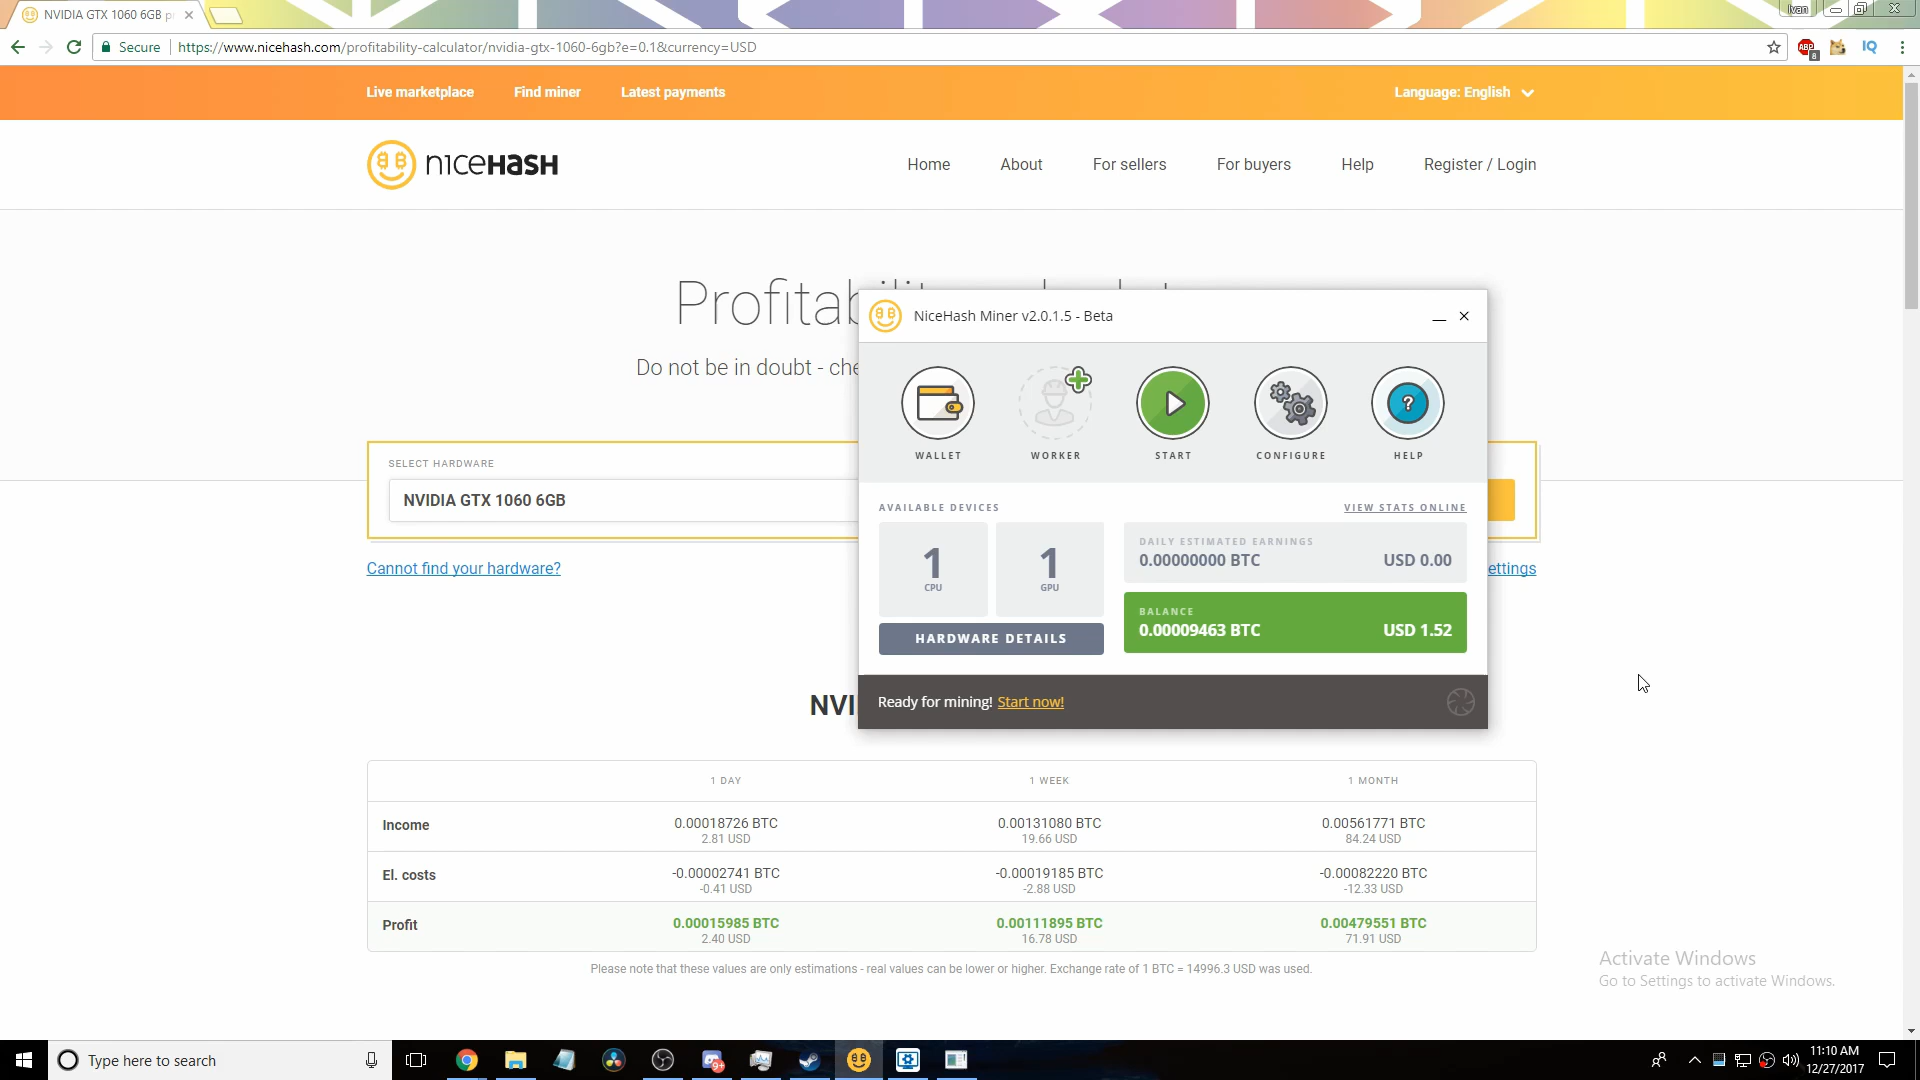 NVIDIA GTX 1060 6GB p
Ivan
Secure
https://www.nicehash.com/profitability-calculator/nvidia-gtx-1060-6gb?e=0.1&currency=USD
ABP
8
IQ
Live marketplace
Find miner
Latest payments
Language: English
nicehash
Home
About
For sellers
For buyers
Help
Register / Login
Do not be in doubt - che
NiceHash Miner v2.0.1.5 - Beta
WALLET
WORKER
START
CONFIGURE
HELP
SELECT HARDWARE
NVIDIA GTX 1060 6GB
Cannot find your hardware?
ettings
AVAILABLE DEVICES
VIEW STATS ONLINE
1
CPU
1
GPU
HARDWARE DETAILS
DAILY ESTIMATED EARNINGS
0.00000000 BTC USD 0.00
BALANCE
0.00009463 BTC USD 1.52
Ready for mining! Start now!
NVI
1 DAY 1 WEEK 1 MONTH
Income 0.00018726 BTC 0.00131080 BTC 0.00561771 BTC
2.81 USD 19.66 USD 84.24 USD
El. costs -0.00002741 BTC -0.00019185 BTC -0.00082220 BTC
-0.41 USD -2.88 USD -12.33 USD
Profit 0.00015985 BTC 0.00111895 BTC 0.00479551 BTC
2.40 USD 16.78 USD 71.91 USD
Please note that these values are only estimations - real values can be lower or higher. Exchange rate of 1 BTC = 14996.3 USD was used.
Activate Windows
Go to Settings to activate Windows.
Type here to search
9+
11:10 AM
12/27/2017